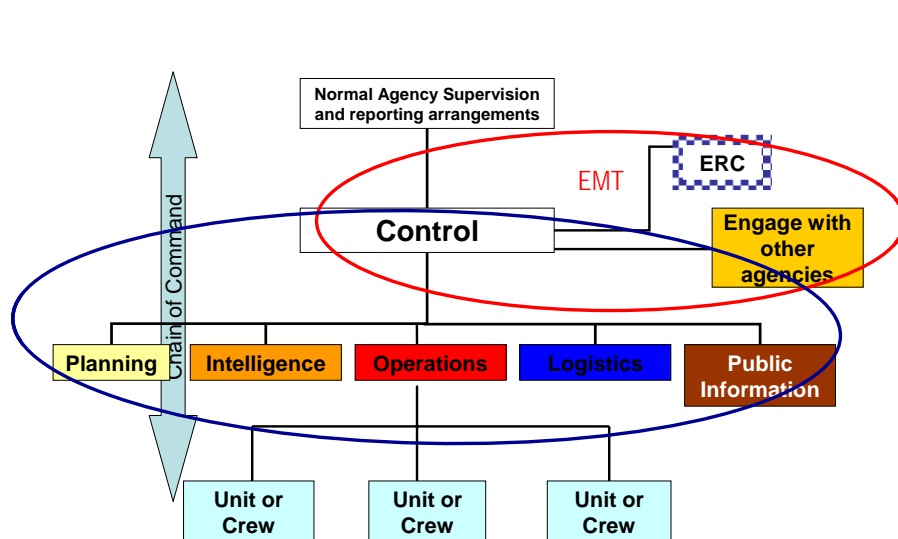 Normal Agency Supervision
and reporting arrangements
ERC
EMT
Control
Engage with
other
agencies
Chain of Command
Planning
Intelligence
Operations
Logistics
Public
Information
Unit or
Crew
Unit or
Crew
Unit or
Crew